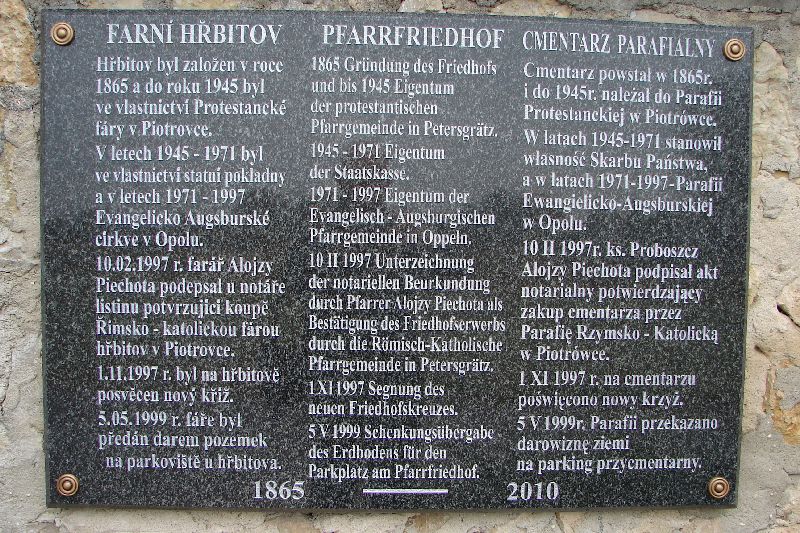 FARNÍ HŘBITOV
Hřbitov byl založen v roce
1865 a do roku 1945 byl
ve vlastnictví Protestancké
fáry v Piotrovce.
V letech 1945 - 1971 byl
ve vlastnictví statní pokladny
a v letech 1971 - 1997
Evangelicko Augsburské
cirkve v Opolu.
10.02.1997 r. farář Alojzy
Piechota podepsal u notáře
listinu potvrzujíci koupě
Římsko - katolickou fárou
hřbitov v Piotrovce.
1.11.1997 r. byl na hřbitově
posvěcen nový kříž.
5.05.1999 r. fáře byl
předán darem pozemek
na parkoviště u hřbitova.
PFARRFRIEDHOF
1865 Gründung des Friedhofs
und bis 1945 Eigentum
der protestantischen
Pfarrgemeinde in Petersgrätz.
1945 - 1971 Eigentum
der Staatskasse.
1971 - 1997 Eigentum der
Evangelisch - Augsburgischen
Pfarrgemeinde in Oppeln.
10 II 1997 Unterzeichnung
der notariellen Beurkundung
durch Pfarrer Alojzy Piechota als
Bestätigung des Friedhofserwerbs
durch die Römisch-Katholische
Pfarrgemeinde in Petersgrätz.
1 XI 1997 Segnung des
neuen Friedhofskreuzes.
5 V 1999 Schenkungsübergabe
des Erdbodens für den
Parkplatz am Pfarrfriedhof.
CMENTARZ PARAFIALNY
Cmentarz powstał w 1865r.
i do 1945r. należał do Parafii
Protestanckiej w Piotrówce.
W latach 1945-1971 stanowił
własność Skarbu Państwa,
a w latach 1971-1997-Parafii
Ewangielicko-Augsburskiej
w Opolu.
10 II 1997r. ks. Proboszcz
Alojzy Piechota podpisał akt
notarialny potwierdzający
zakup cmentarza przez
Parafię Rzymsko - Katolicką
w Piotrówce.
1 XI 1997 r. na cmentarzu
poświęcono nowy krzyż.
5 V 1999r. Parafii przekazano
darowiznę ziemi
na parking przycmentarny.
1865 2010